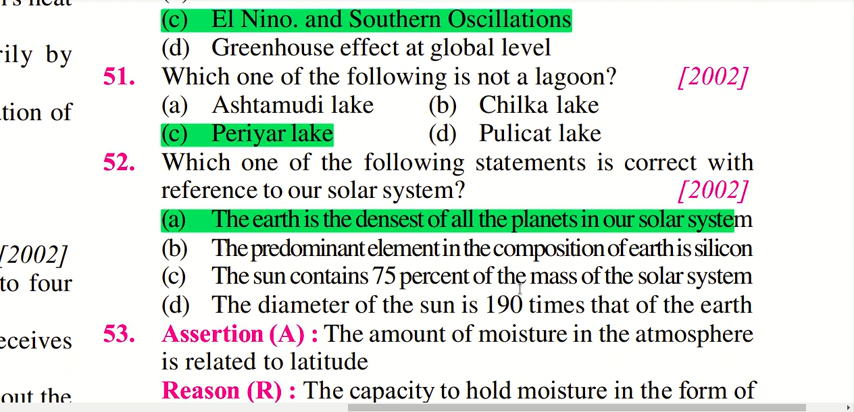 (c) El Nino. and Southern Oscillations
(d) Greenhouse effect at global level
51. Which one of the following is not a lagoon? [2002]
(a) Ashtamudi lake (b) Chilka lake
(c) Periyar lake (d) Pulicat lake
52. Which one of the following statements is correct with
reference to our solar system? [2002]
(a) The earth is the densest of all the planets in our solar system
(b) The predominant element in the composition of earth is silicon
(c) The sun contains 75 percent of the mass of the solar system
(d) The diameter of the sun is 190 times that of the earth
53. Assertion (A) : The amount of moisture in the atmosphere
is related to latitude
Reason (R) : The capacity to hold moisture in the form of
ily by
tion of
[2002]
to four
eceives
out the